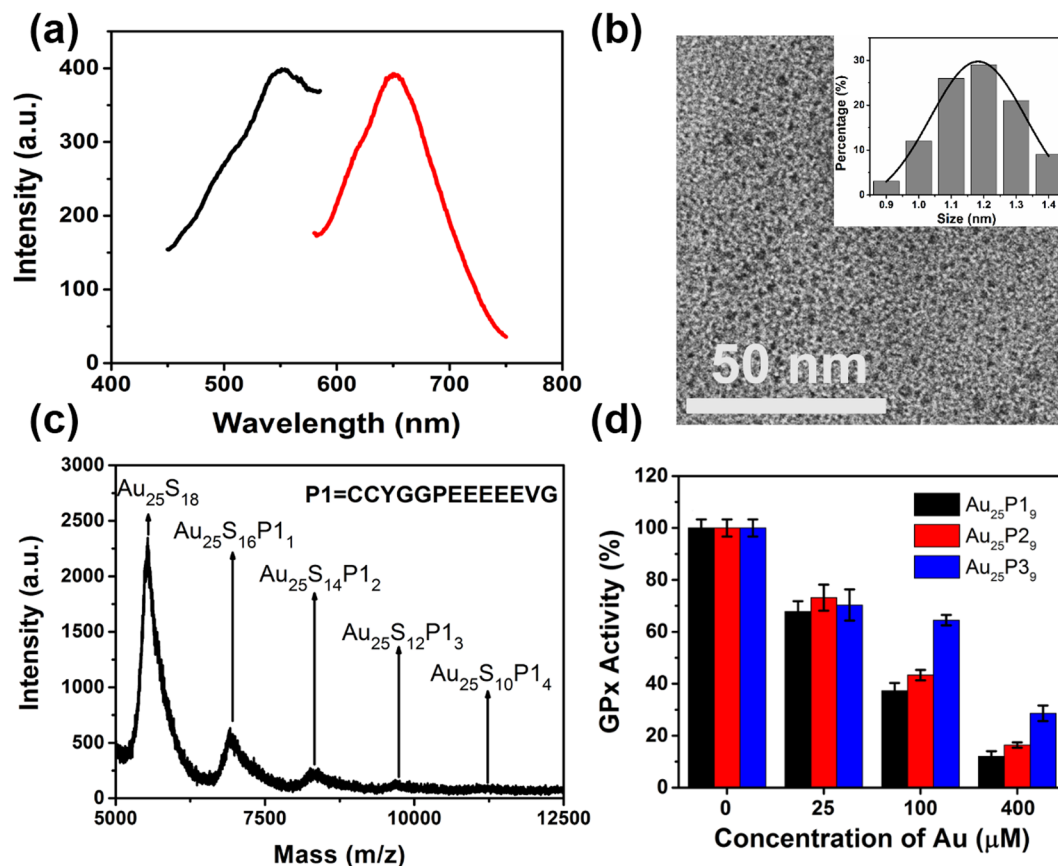 (a)
400
300
200
100
0
Intensity (a.u.)
400 500 600 700 800
Wavelength (nm)
(b)
30
20
10
0
Percentage (%)
0.9 1.0 1.1 1.2 1.3 1.4
Size (nm)
50 nm
(c)
3000
2500
2000
1500
1000
500
0
Intensity (a.u.)
P1=CCYGGPEEEEEVG
Au25S18
Au25S16P11
Au25S14P12
Au25S12P13
Au25S10P14
5000 7500 10000 12500
Mass (m/z)
(d)
120
100
80
60
40
20
0
GPx Activity (%)
Au25P19
Au25P29
Au25P39
0 25 100 400
Concentration of Au (μM)